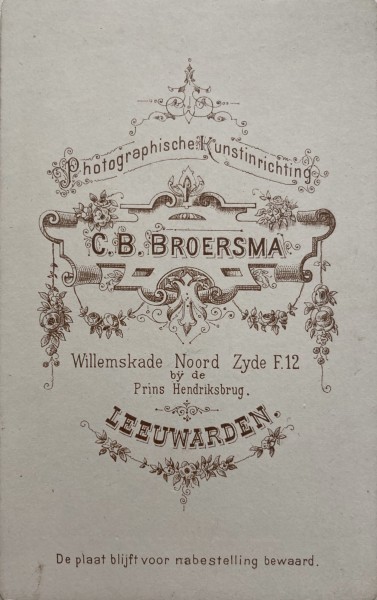 Photographische Kunstinrichting
C. B. BROERSMA
Willemskade Noord Zyde F. 12
bÿ de
Prins Hendriksbrug.
LEEUWARDEN.
De plaat blijft voor nabestelling bewaard.